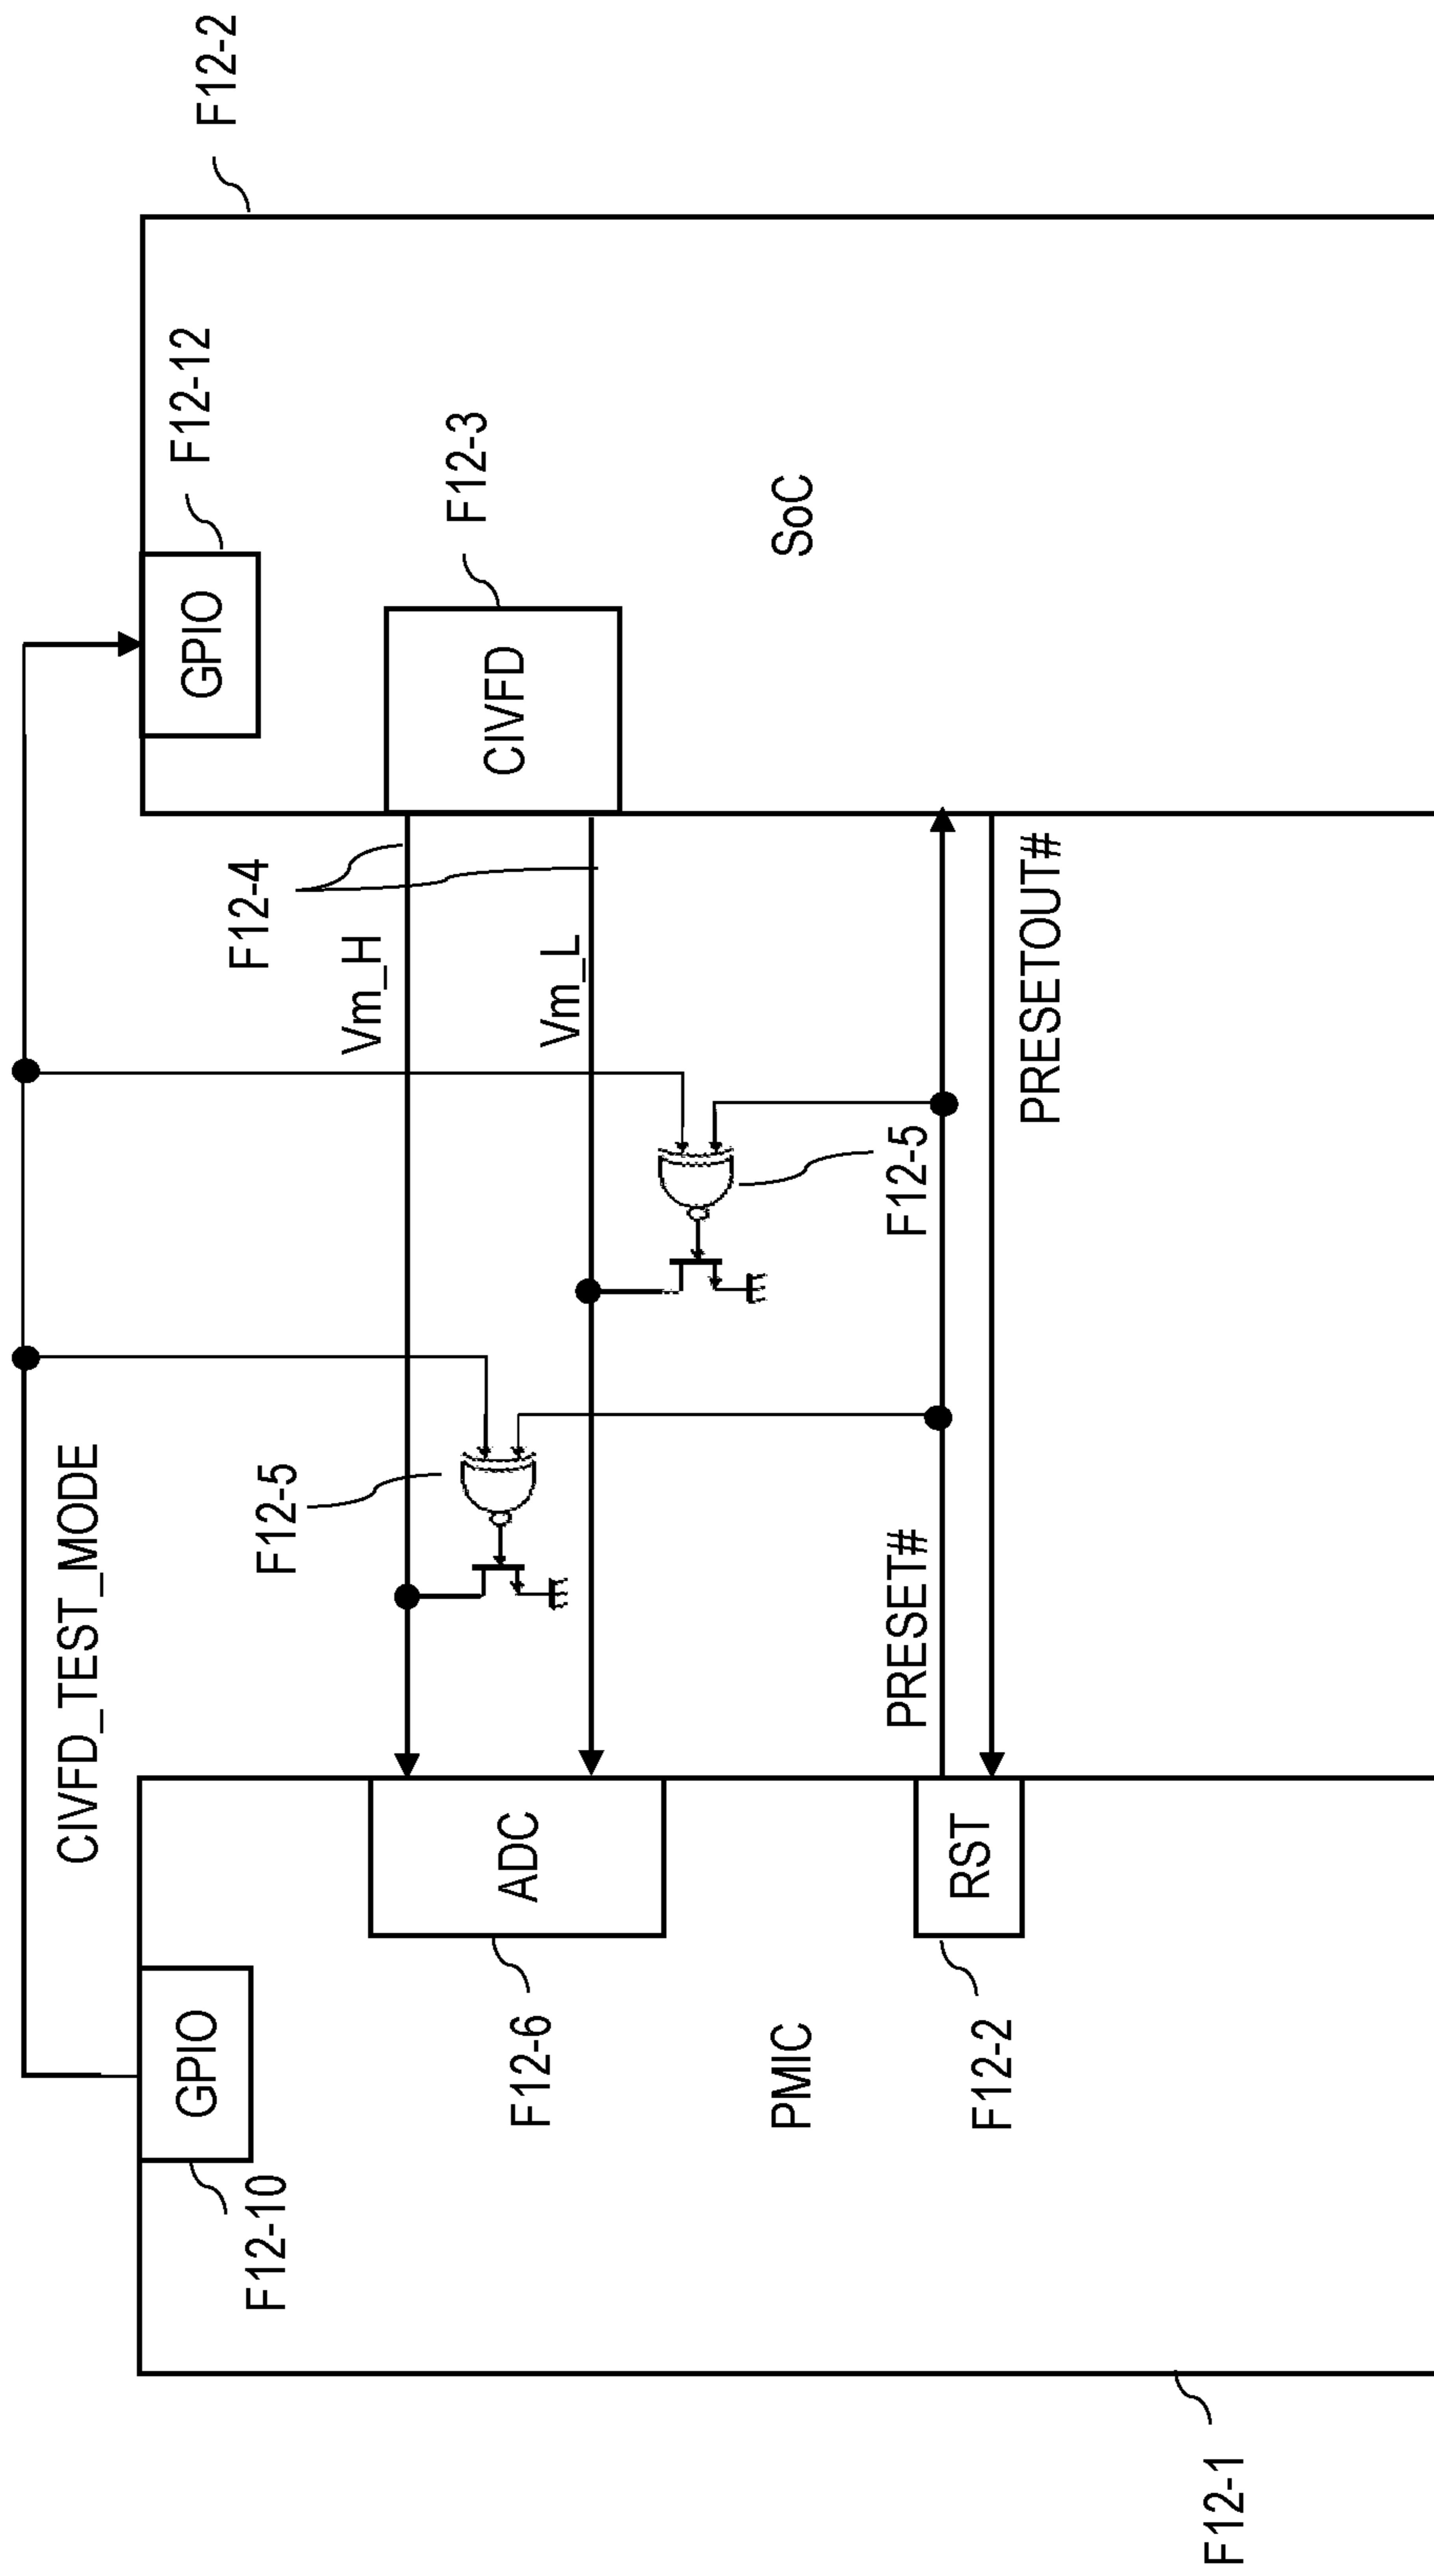 CIVFD_TEST_MODE
F12-10
GPIO
GPIO
F12-12
F12-2
F12-4
F12-5
Vm_H
ADC
F12-6
CIVFD
F12-3
Vm_L
PMIC
SoC
F12-5
PRESET#
RST
F12-2
PRESETOUT#
F12-1